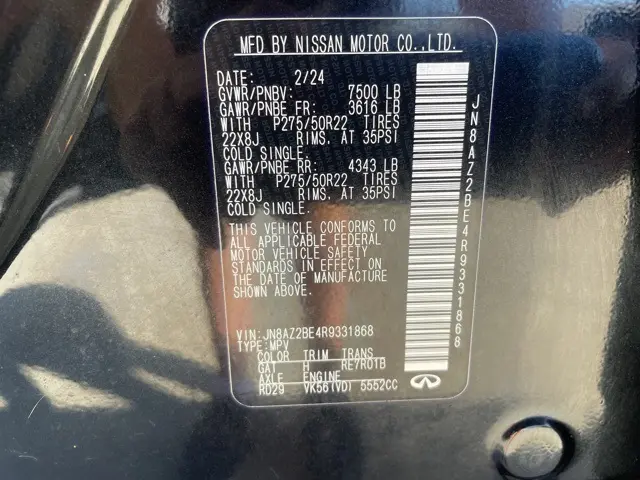 MFD BY NISSAN MOTOR CO.,LTD.
DATE: 2/24
GVWR/PNBV: 7500 LB
GAWR/PNBE FR: 3616 LB
WITH P275/50R22 TIRES
22X8J RIMS, AT 35PSI
COLD SINGLE.
GAWR/PNBE RR: 4343 LB
WITH P275/50R22 TIRES
22X8J RIMS, AT 35PSI
COLD SINGLE.
THIS VEHICLE CONFORMS TO
ALL APPLICABLE FEDERAL
MOTOR VEHICLE SAFETY
STANDARDS IN EFFECT ON
THE DATE OF MANUFACTURE
SHOWN ABOVE.
VIN:JN8AZ2BE4R9331868
TYPE:MPV
COLOR TRIM TRANS
GAT H RE7R01B
AXLE ENGINE
RD29 VK56(VD) 5552CC
JN8AZ2BE4R9331868